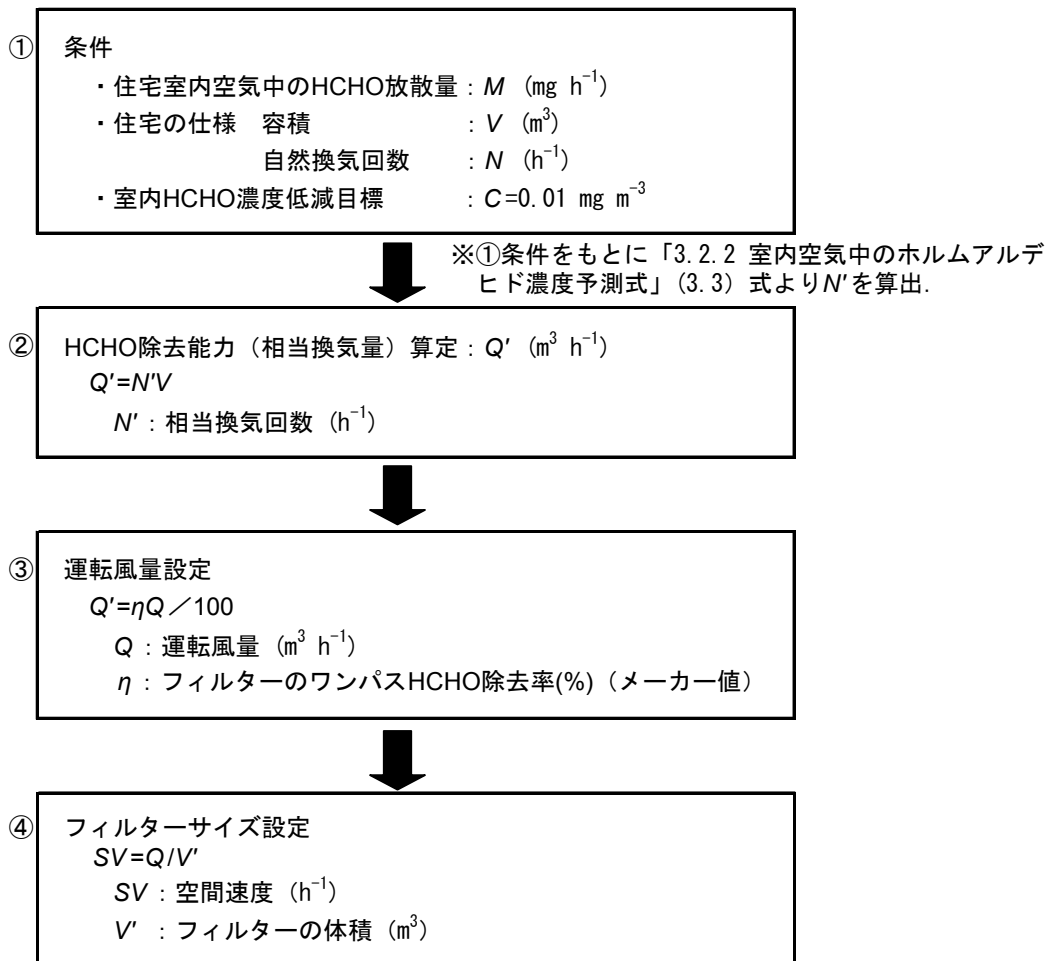 ① 条件
・住宅室内空気中のHCHO放散量：M（mg h⁻¹）
・住宅の仕様　容積　：V（m³）
自然換気回数　：N（h⁻¹）
・室内HCHO濃度低減目標　：C=0.01 mg m⁻³
※①条件をもとに「3.2.2 室内空気中のホルムアルデ
ヒド濃度予測式」（3.3）式よりN'を算出.
② HCHO除去能力（相当換気量）算定：Q'（m³ h⁻¹）
Q'=N'V
N'：相当換気回数（h⁻¹）
③ 運転風量設定
Q'=ηQ／100
Q：運転風量（m³ h⁻¹）
η：フィルターのワンパスHCHO除去率(%)（メーカー値）
④ フィルターサイズ設定
SV=Q/V'
SV：空間速度（h⁻¹）
V'：フィルターの体積（m³）